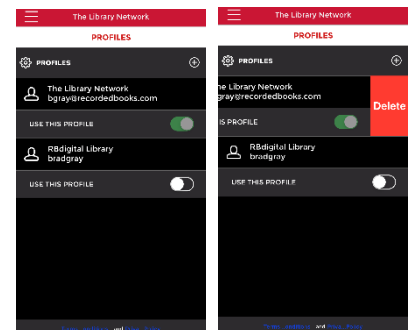 The Library Network
PROFILES
PROFILES
The Library Network
bgray@recordedbooks.com
USE THIS PROFILE
RBdigital Library
bradgray
USE THIS PROFILE
and
The Library Network
PROFILES
PROFILES
he Library Network
gray@recordedbooks.com
Delete
IS PROFILE
RBdigital Library
bradgray
USE THIS PROFILE
and